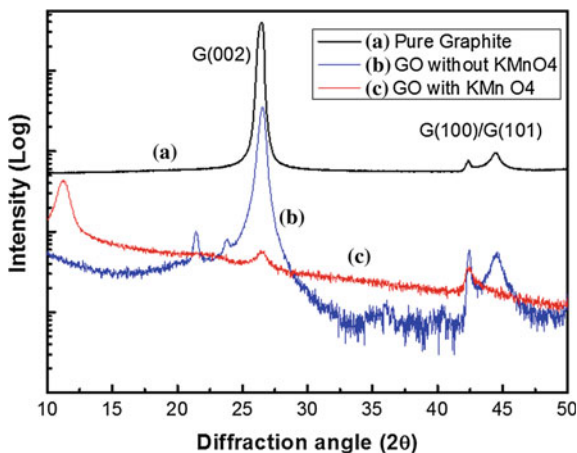 (a) Pure Graphite
(b) GO without KMnO4
(c) GO with KMn O4
G(002)
G(100)/G(101)
(a)
(b)
(c)
Intensity (Log)
10 15 20 25 30 35 40 45 50
Diffraction angle (2θ)